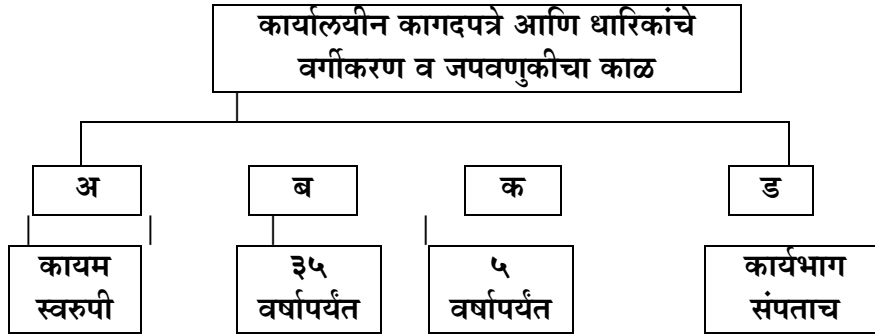 कार्यालयीन कागदपत्रे आणि धारिकांचे
वर्गीकरण व जपवणुकीचा काळ
अ
ब
क
ड
कायम
स्वरुपी
३५
वर्षापर्यंत
५
वर्षापर्यंत
कार्यभाग
संपताच